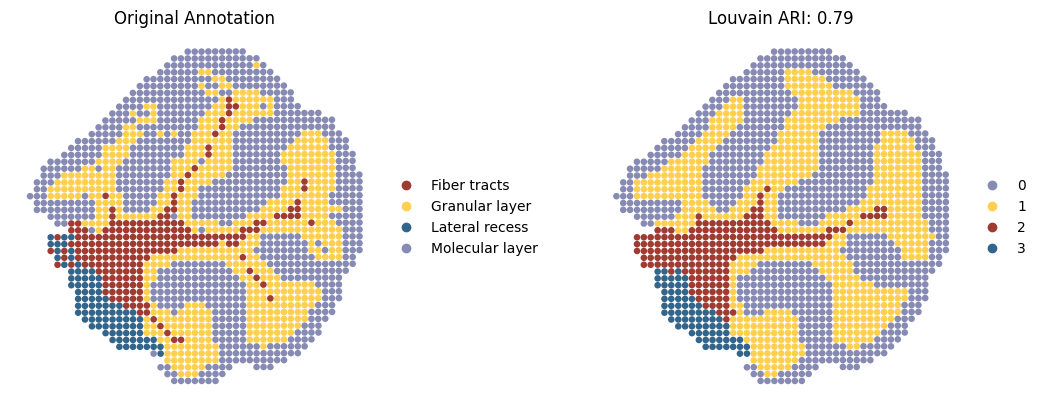 Original Annotation
Louvain ARI: 0.79
Fiber tracts
Granular layer
Lateral recess
Molecular layer
0
1
2
3